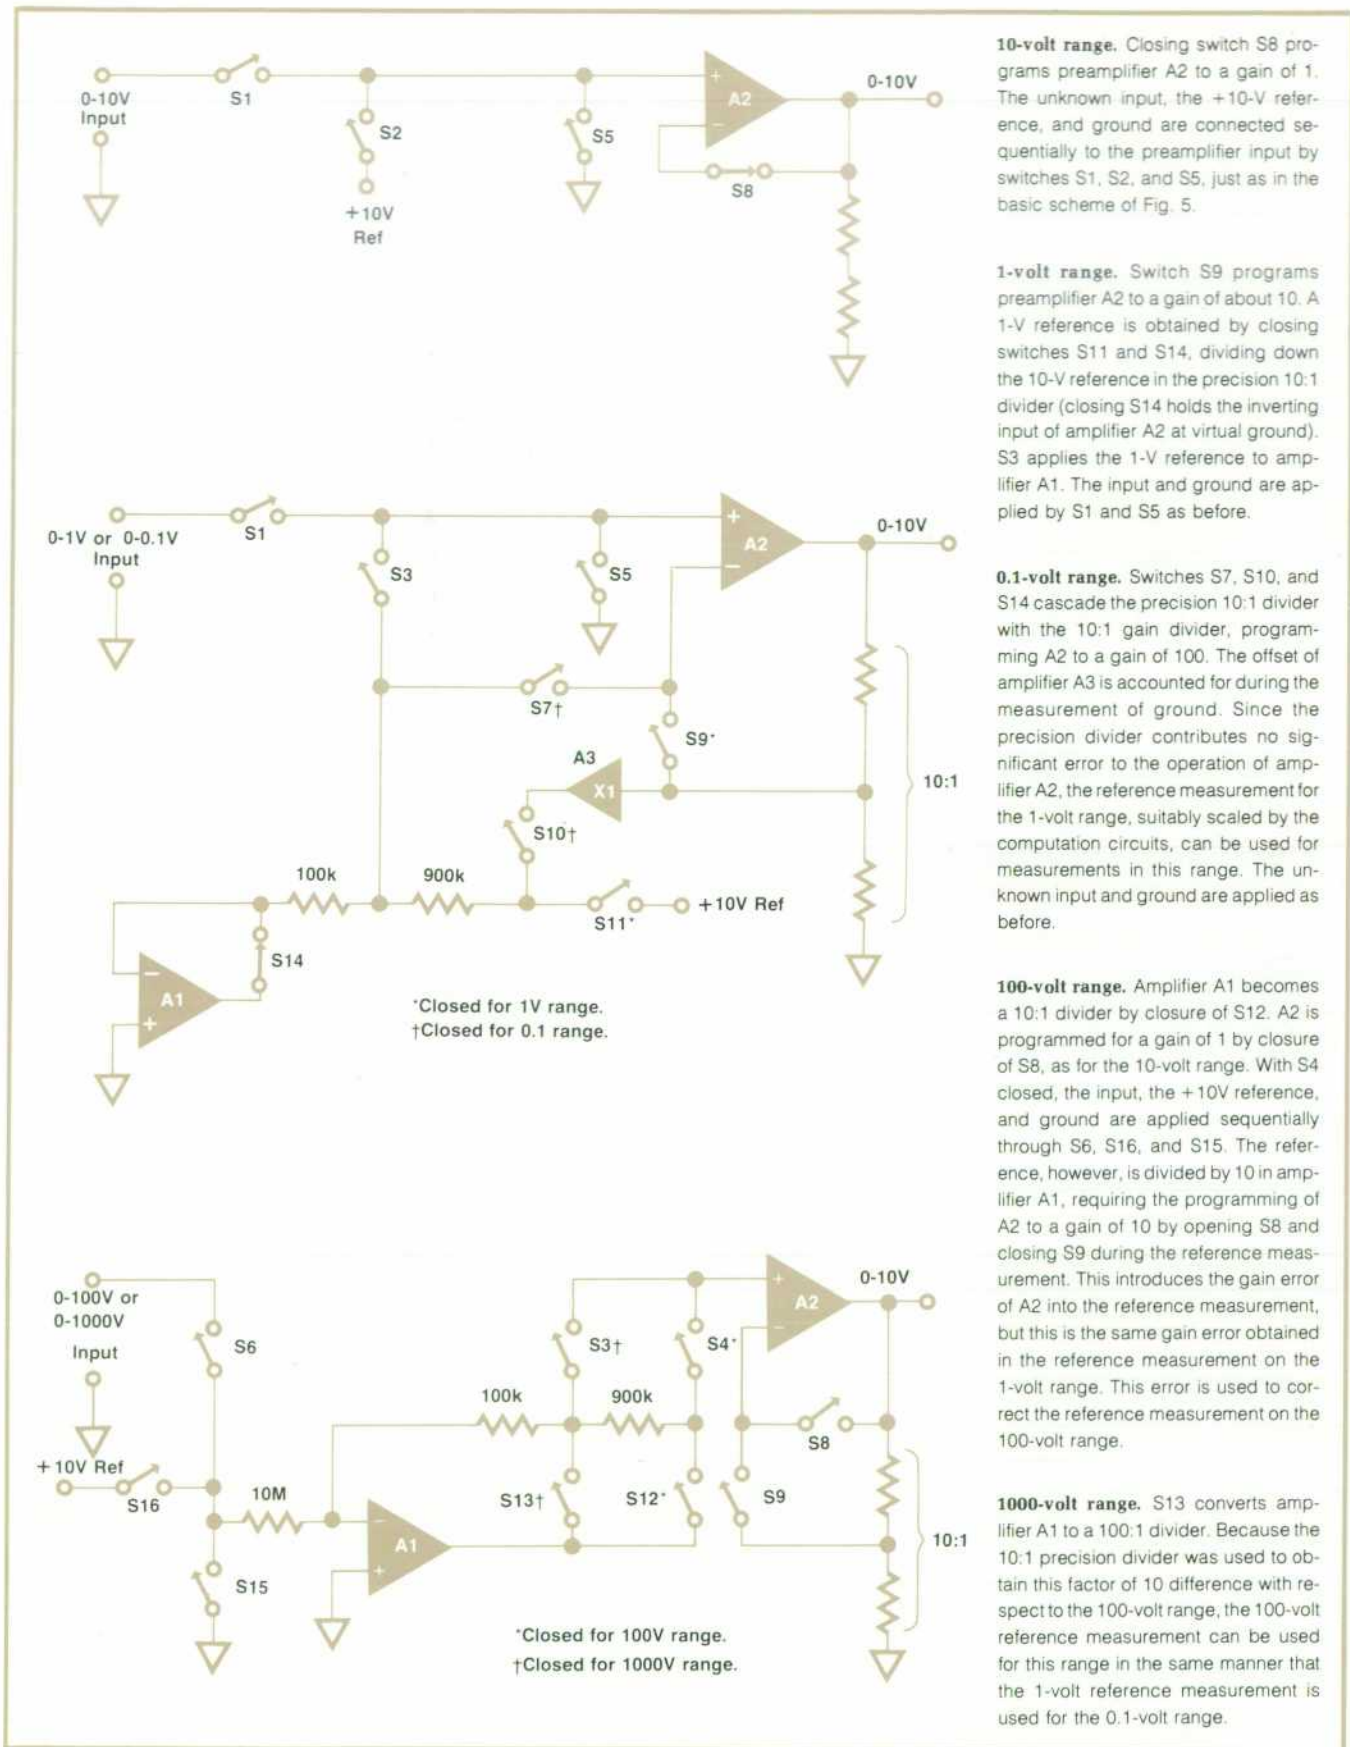 0-10V
Input
S1
S2
+10V
Ref
S5
+
−
A2
S8
0-10V
0-1V or 0-0.1V
Input
S1
S3
S5
+
−
A2
0-10V
S7†
S9*
A3
X1
S10†
10:1
100k
900k
S11*
+10V Ref
S14
−
A1
+
*Closed for 1V range.
†Closed for 0.1 range.
0-100V or
0-1000V
Input
S6
+10V Ref
S16
S15
10M
−
A1
+
100k
900k
S3†
S4*
S13†
S12*
+
−
A2
0-10V
S8
S9
10:1
*Closed for 100V range.
†Closed for 1000V range.
10-volt range. Closing switch S8 pro-
grams preamplifier A2 to a gain of 1.
The unknown input, the +10-V refer-
ence, and ground are connected se-
quentially to the preamplifier input by
switches S1, S2, and S5, just as in the
basic scheme of Fig. 5.
1-volt range. Switch S9 programs
preamplifier A2 to a gain of about 10. A
1-V reference is obtained by closing
switches S11 and S14, dividing down
the 10-V reference in the precision 10:1
divider (closing S14 holds the inverting
input of amplifier A2 at virtual ground).
S3 applies the 1-V reference to amp-
lifier A1. The input and ground are ap-
plied by S1 and S5 as before.
0.1-volt range. Switches S7, S10, and
S14 cascade the precision 10:1 divider
with the 10:1 gain divider, program-
ming A2 to a gain of 100. The offset of
amplifier A3 is accounted for during the
measurement of ground. Since the
precision divider contributes no sig-
nificant error to the operation of amp-
lifier A2, the reference measurement for
the 1-volt range, suitably scaled by the
computation circuits, can be used for
measurements in this range. The un-
known input and ground are applied as
before.
100-volt range. Amplifier A1 becomes
a 10:1 divider by closure of S12. A2 is
programmed for a gain of 1 by closure
of S8, as for the 10-volt range. With S4
closed, the input, the +10V reference,
and ground are applied sequentially
through S6, S16, and S15. The refer-
ence, however, is divided by 10 in amp-
lifier A1, requiring the programming of
A2 to a gain of 10 by opening S8 and
closing S9 during the reference meas-
urement. This introduces the gain error
of A2 into the reference measurement,
but this is the same gain error obtained
in the reference measurement on the
1-volt range. This error is used to cor-
rect the reference measurement on the
100-volt range.
1000-volt range. S13 converts amp-
lifier A1 to a 100:1 divider. Because the
10:1 precision divider was used to ob-
tain this factor of 10 difference with re-
spect to the 100-volt range, the 100-volt
reference measurement can be used
for this range in the same manner that
the 1-volt reference measurement is
used for the 0.1-volt range.